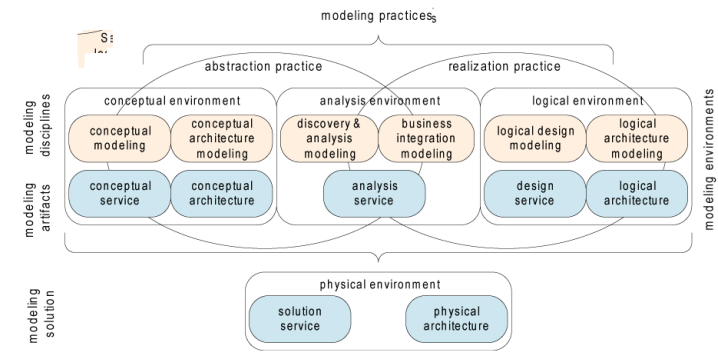 modeling practices
abstraction practice
realization practice
conceptual environment
analysis environment
logical environment
modeling
disciplines
conceptual
modeling
conceptual
architecture
modeling
discovery &
analysis
modeling
business
integration
modeling
logical design
modeling
logical
architecture
modeling
modeling
artifacts
conceptual
service
conceptual
architecture
analysis
service
design
service
logical
architecture
modeling environments
modeling
solution
physical environment
solution
service
physical
architecture